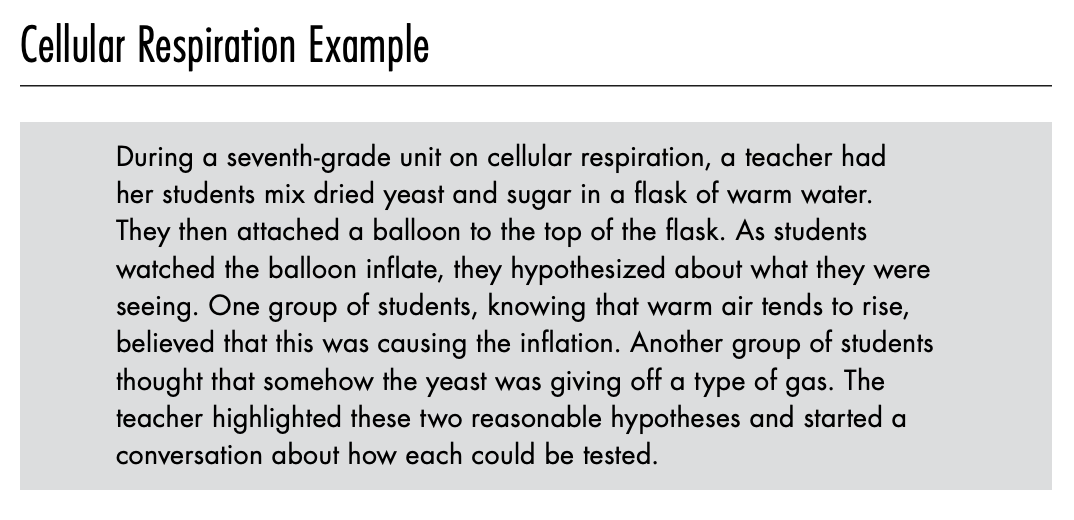 Cellular Respiration Example
During a seventh-grade unit on cellular respiration, a teacher had
her students mix dried yeast and sugar in a flask of warm water.
They then attached a balloon to the top of the flask. As students
watched the balloon inflate, they hypothesized about what they were
seeing. One group of students, knowing that warm air tends to rise,
believed that this was causing the inflation. Another group of students
thought that somehow the yeast was giving off a type of gas. The
teacher highlighted these two reasonable hypotheses and started a
conversation about how each could be tested.